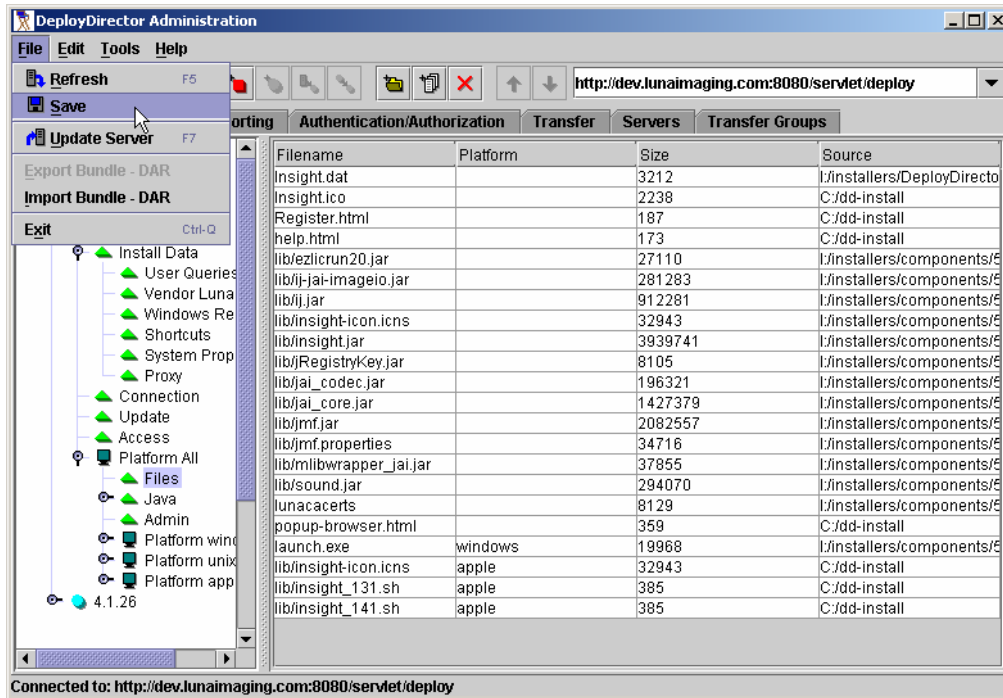 DeployDirector Administration
File Edit Tools Help
Refresh F5
Save
Update Server F7
Export Bundle - DAR
Import Bundle - DAR
Exit Ctrl-Q
http://dev.lunaimaging.com:8080/servlet/deploy
orting Authentication/Authorization Transfer Servers Transfer Groups
Install Data
User Queries
Vendor Luna
Windows Re
Shortcuts
System Prop
Proxy
Connection
Update
Access
Platform All
Files
Java
Admin
Platform wind
Platform unix
Platform app
4.1.26
Filename Platform Size Source
Insight.dat 3212 I:/installers/DeployDirecto
Insight.ico 2238 C:/dd-install
Register.html 187 C:/dd-install
help.html 173 C:/dd-install
lib/ezlicrun20.jar 27110 I:/installers/components/5
lib/ij-jai-imageio.jar 281283 I:/installers/components/5
lib/ij.jar 912281 I:/installers/components/5
lib/insight-icon.icns 32943 I:/installers/components/5
lib/insight.jar 3939741 I:/installers/components/5
lib/jRegistryKey.jar 8105 I:/installers/components/5
lib/jai_codec.jar 196321 I:/installers/components/5
lib/jai_core.jar 1427379 I:/installers/components/5
lib/jmf.jar 2082557 I:/installers/components/5
lib/jmf.properties 34716 I:/installers/components/5
lib/mlibwrapper_jai.jar 37855 I:/installers/components/5
lib/sound.jar 294070 I:/installers/components/5
lunacacerts 8129 I:/installers/components/5
popup-browser.html 359 C:/dd-install
launch.exe windows 19968 I:/installers/components/5
lib/insight-icon.icns apple 32943 C:/dd-install
lib/insight_131.sh apple 385 C:/dd-install
lib/insight_141.sh apple 385 C:/dd-install
Connected to: http://dev.lunaimaging.com:8080/servlet/deploy